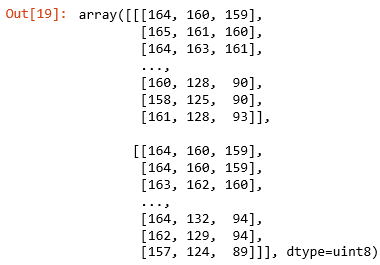 Out[19]: array([[[164, 160, 159],
[165, 161, 160],
[164, 163, 161],
...,
[160, 128,  90],
[158, 125,  90],
[161, 128,  93]],
[[164, 160, 159],
[164, 160, 159],
[163, 162, 160],
...,
[164, 132,  94],
[162, 129,  94],
[157, 124,  89]]], dtype=uint8)